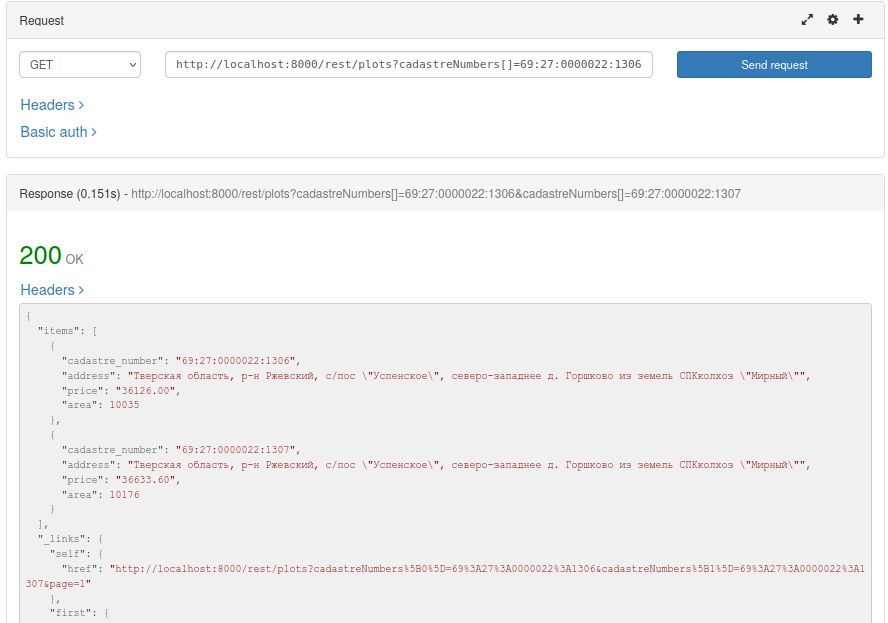 Request
GET
http://localhost:8000/rest/plots?cadastreNumbers[]=69:27:0000022:1306
Send request
Headers >
Basic auth >
Response (0.151s) - http://localhost:8000/rest/plots?cadastreNumbers[]=69:27:0000022:1306&cadastreNumbers[]=69:27:0000022:1307
200 OK
Headers >
{
"items": [
{
"cadastre_number": "69:27:0000022:1306",
"address": "Тверская область, р-н Ржевский, с/пос \"Успенское\", северо-западнее д. Горшково из земель СПКколхоз \"Мирный\"",
"price": "36126.00",
"area": 10035
},
{
"cadastre_number": "69:27:0000022:1307",
"address": "Тверская область, р-н Ржевский, с/пос \"Успенское\", северо-западнее д. Горшково из земель СПКколхоз \"Мирный\"",
"price": "36633.60",
"area": 10176
}
],
"_links": {
"self": {
"href": "http://localhost:8000/rest/plots?cadastreNumbers%5B0%5D=69%3A27%3A0000022%3A1306&cadastreNumbers%5B1%5D=69%3A27%3A0000022%3A1
307&page=1"
},
"first": {